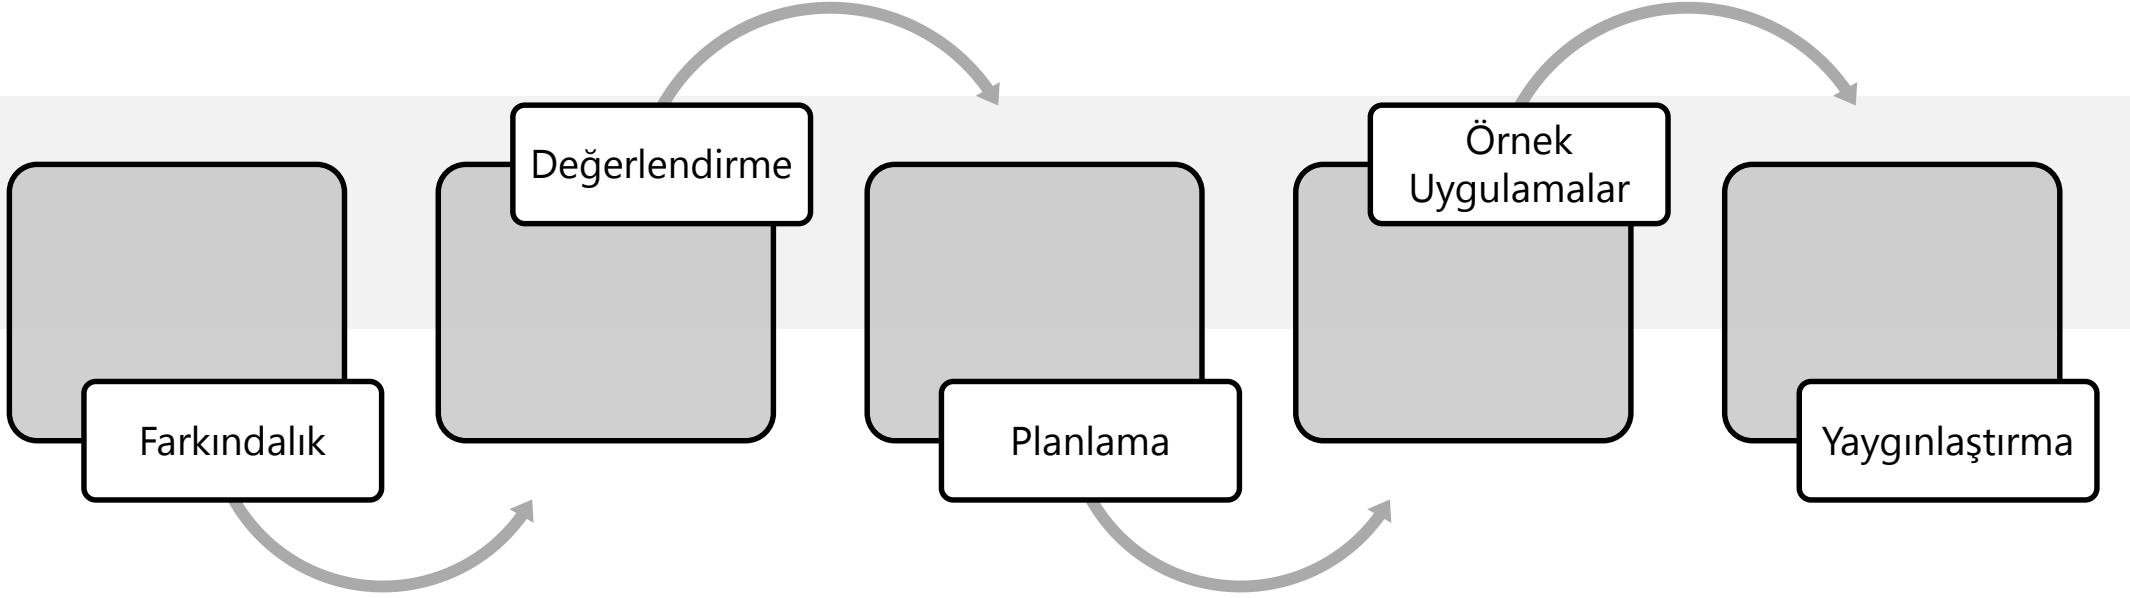 Farkındalık
Değerlendirme
Planlama
Örnek
Uygulamalar
Yaygınlaştırma